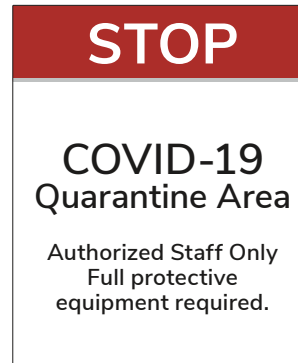 STOP
COVID-19
Quarantine Area
Authorized Staff Only
Full protective
equipment required.